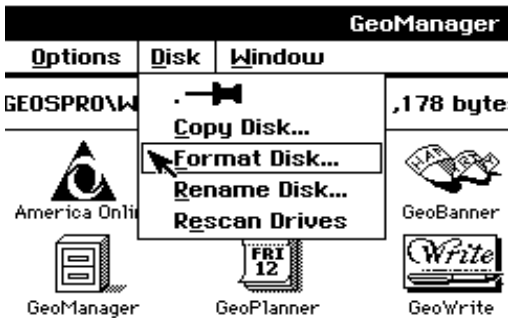 GeoManager
Options Disk Window
GEOSPRO\W ,178 byte
Copy Disk...
Format Disk...
Rename Disk...
Rescan Drives
America Onli
GeoBanner
FRI
12
Write
GeoManager GeoPlanner GeoWrite